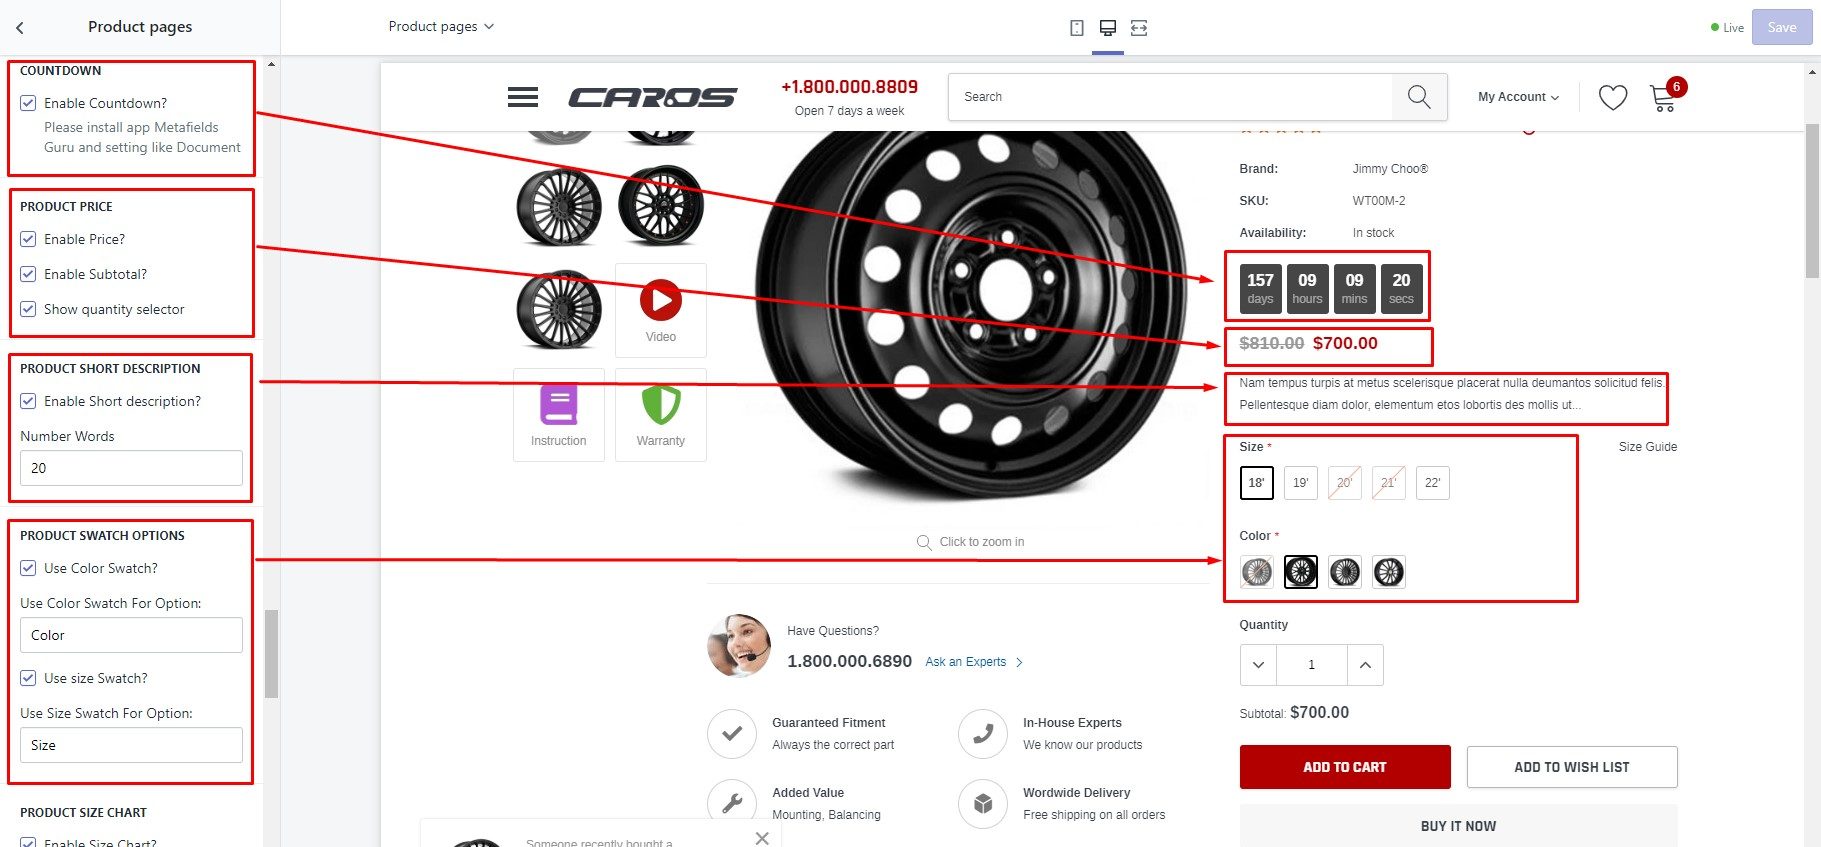 Product pages
Product pages
Live
Save
COUNTDOWN
Enable Countdown?
Please install app Metafields
Guru and setting like Document
PRODUCT PRICE
Enable Price?
Enable Subtotal?
Show quantity selector
PRODUCT SHORT DESCRIPTION
Enable Short description?
Number Words
20
PRODUCT SWATCH OPTIONS
Use Color Swatch?
Use Color Swatch For Option:
Color
Use size Swatch?
Use Size Swatch For Option:
Size
PRODUCT SIZE CHART
Enable Size Chart?
CAROS
+1.800.000.8809
Open 7 days a week
Search
My Account
6
Video
Instruction
Warranty
Click to zoom in
Have Questions?
1.800.000.6890 Ask an Experts
Guaranteed Fitment
Always the correct part
In-House Experts
We know our products
Added Value
Mounting, Balancing
Wordwide Delivery
Free shipping on all orders
Someone recently bought a
Brand: Jimmy Choo®
SKU: WT00M-2
Availability: In stock
157 09 09 20
days hours mins secs
$810.00 $700.00
Nam tempus turpis at metus scelerisque placerat nulla deumantos solicitud felis.
Pellentesque diam dolor, elementum etos lobortis des mollis ut...
Size * Size Guide
18' 19' 20' 21' 22'
Color *
Quantity
1
Subtotal: $700.00
ADD TO CART ADD TO WISH LIST
BUY IT NOW